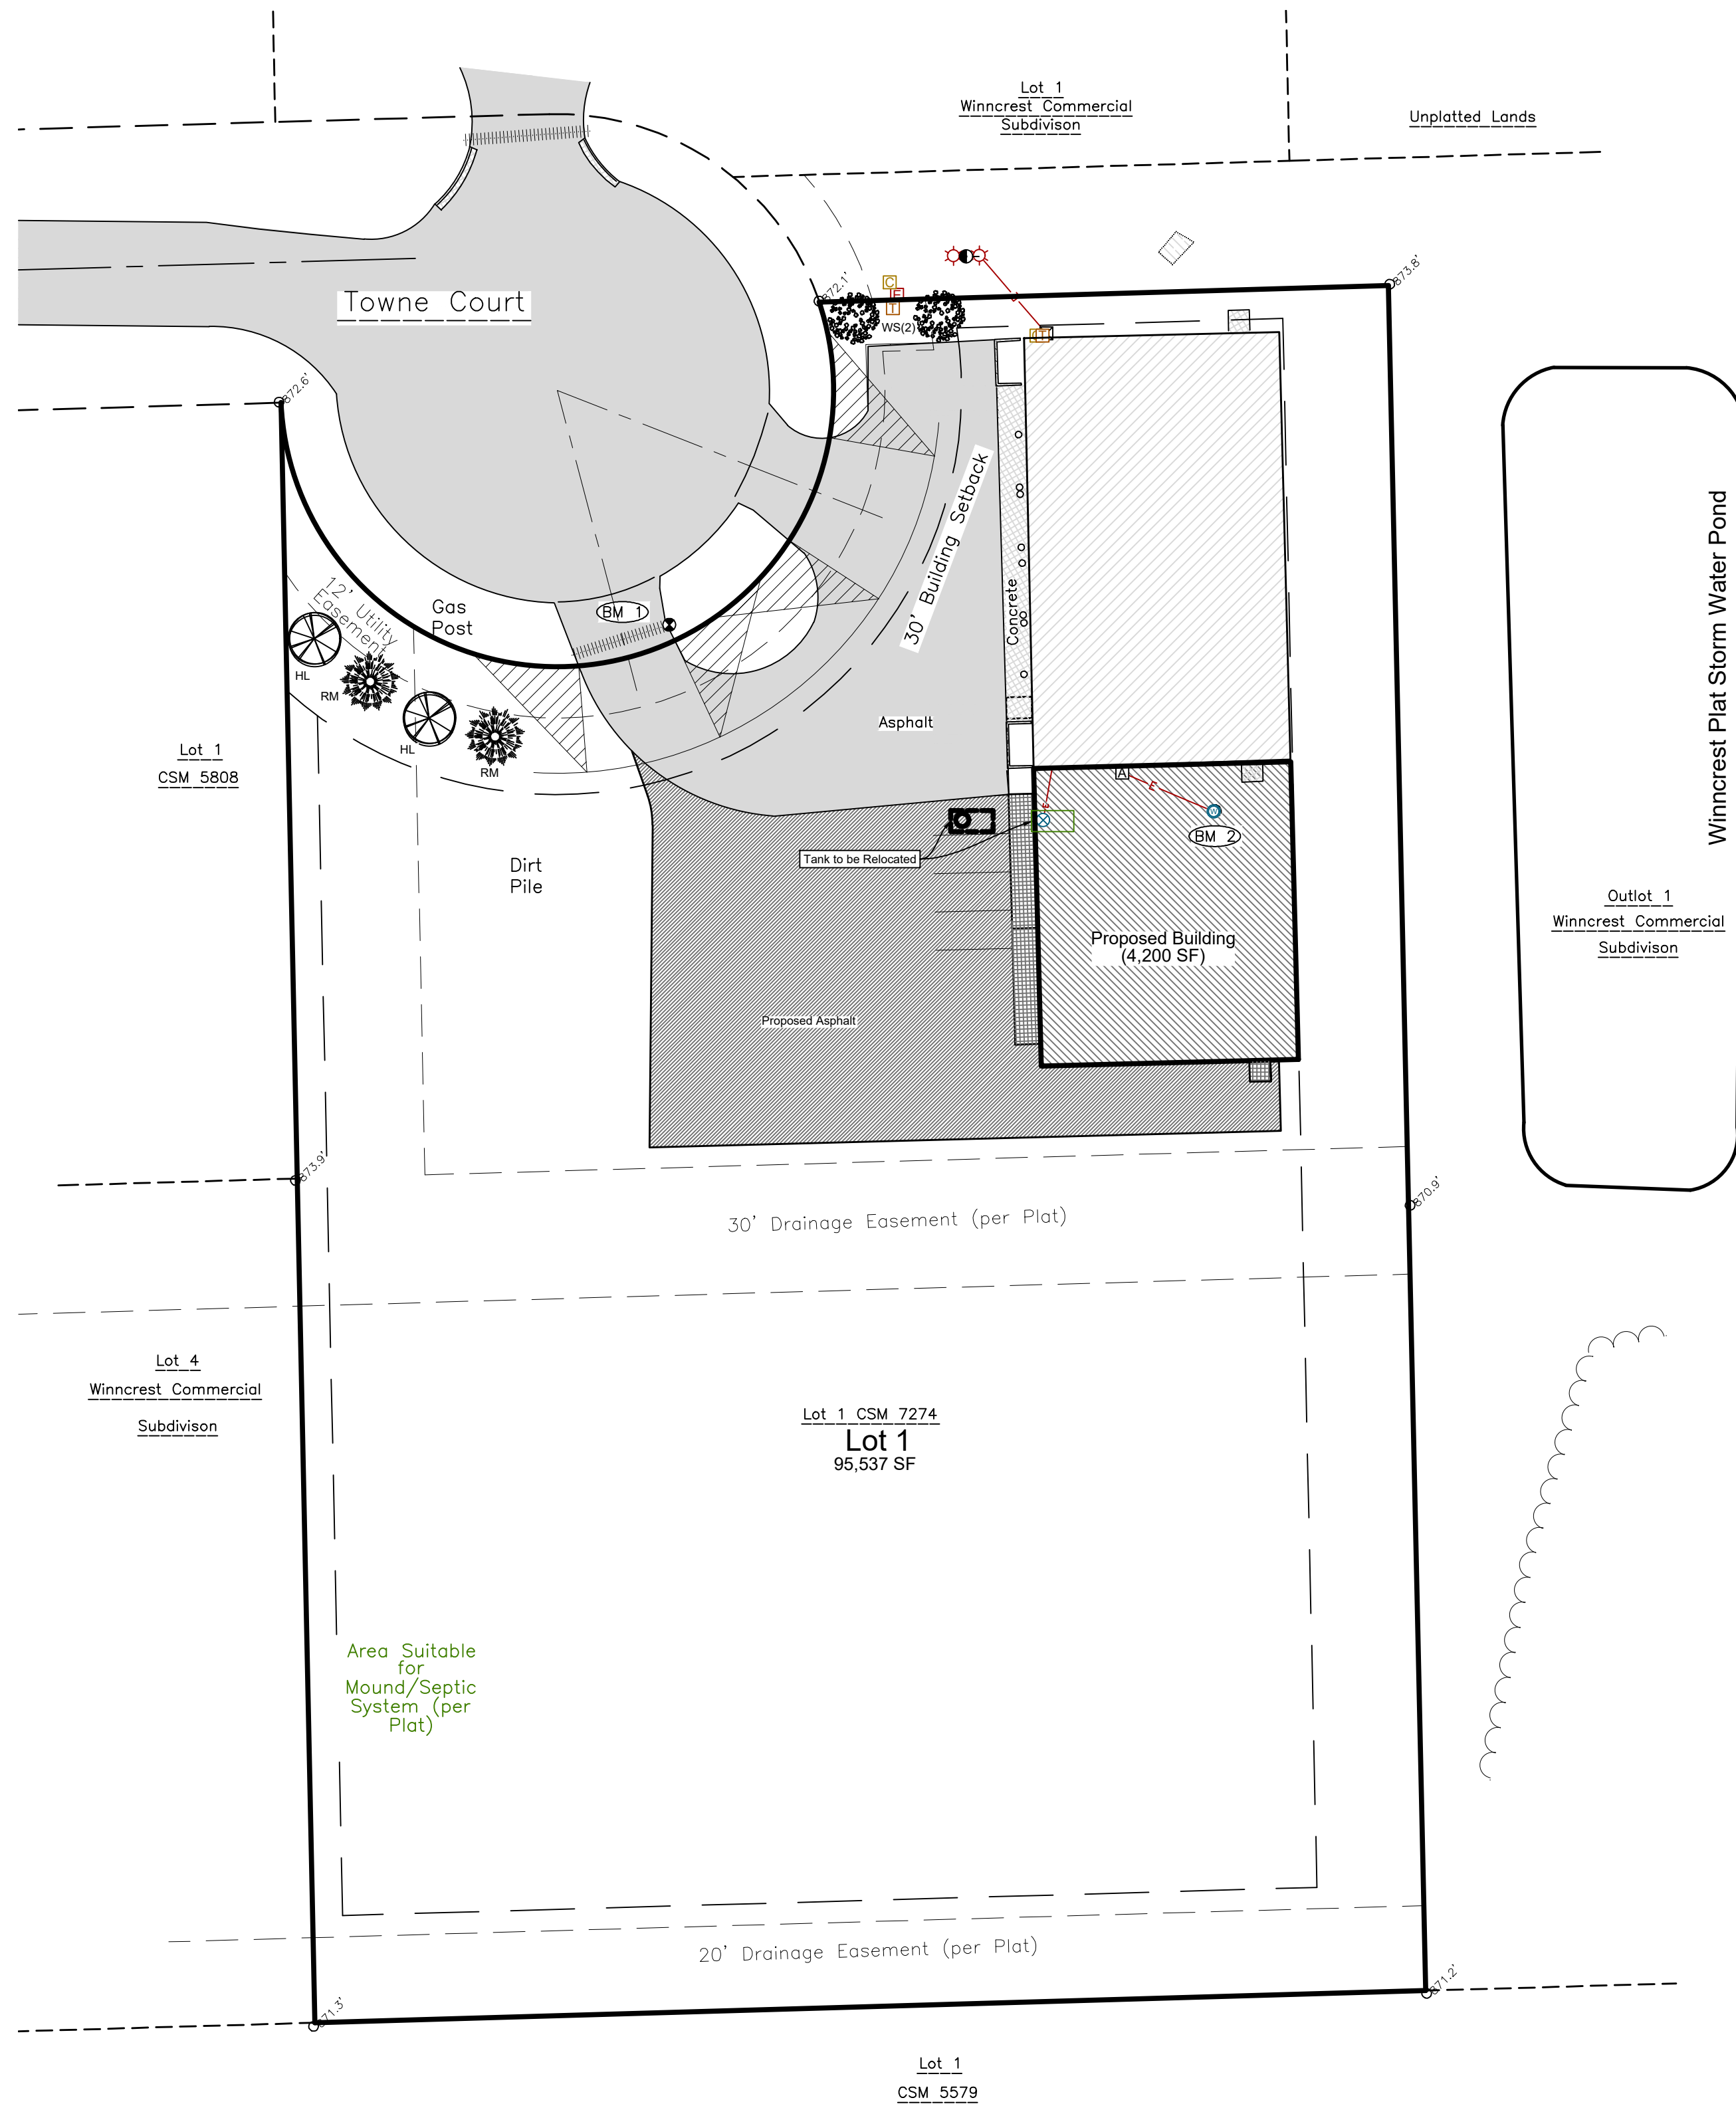 Lot 1
Winncrest Commercial
Subdivison
Unplatted Lands
873.8'
Towne Court
C
E
T
872.1'
WS(2)
T
872.6'
30' Building Setback
12' Utility
Easement
Gas
Post
BM 1
Concrete
HL
RM
HL
RM
Asphalt
Lot 1
CSM 5808
A
E
E
W
BM 2
Tank to be Relocated
Dirt
Pile
Winncrest Plat Storm Water Pond
Outlot 1
Winncrest Commercial
Subdivison
Proposed Building
(4,200 SF)
Proposed Asphalt
873.9'
870.9'
30' Drainage Easement (per Plat)
Lot 4
Winncrest Commercial
Subdivison
Lot 1 CSM 7274
Lot 1
95,537 SF
Area Suitable
for
Mound/Septic
System (per
Plat)
20' Drainage Easement (per Plat)
871.3'
871.2'
Lot 1
CSM 5579